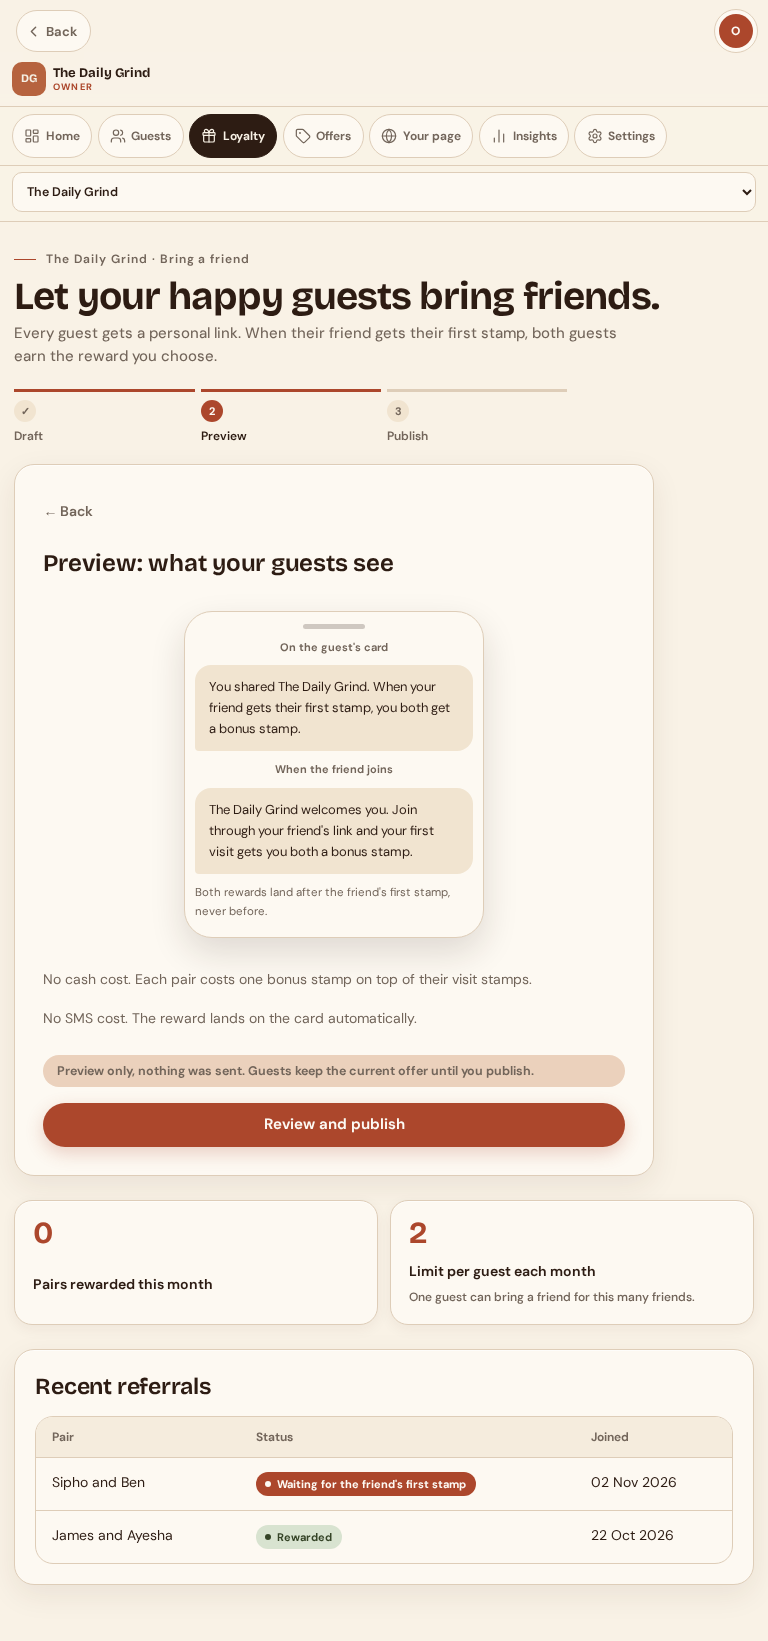 Back
O
DG
The Daily Grind
OWNER
Home
Guests
Loyalty
Offers
Your page
Insights
Settings
The Daily Grind
The Daily Grind · Bring a friend
Let your happy guests bring friends.
Every guest gets a personal link. When their friend gets their first stamp, both guests
earn the reward you choose.
✓
2
3
Draft
Preview
Publish
← Back
Preview: what your guests see
On the guest's card
You shared The Daily Grind. When your
friend gets their first stamp, you both get
a bonus stamp.
When the friend joins
The Daily Grind welcomes you. Join
through your friend's link and your first
visit gets you both a bonus stamp.
Both rewards land after the friend's first stamp,
never before.
No cash cost. Each pair costs one bonus stamp on top of their visit stamps.
No SMS cost. The reward lands on the card automatically.
Preview only, nothing was sent. Guests keep the current offer until you publish.
Review and publish
0
Pairs rewarded this month
2
Limit per guest each month
One guest can bring a friend for this many friends.
Recent referrals
Pair Status Joined
Sipho and Ben Waiting for the friend's first stamp 02 Nov 2026
James and Ayesha Rewarded 22 Oct 2026